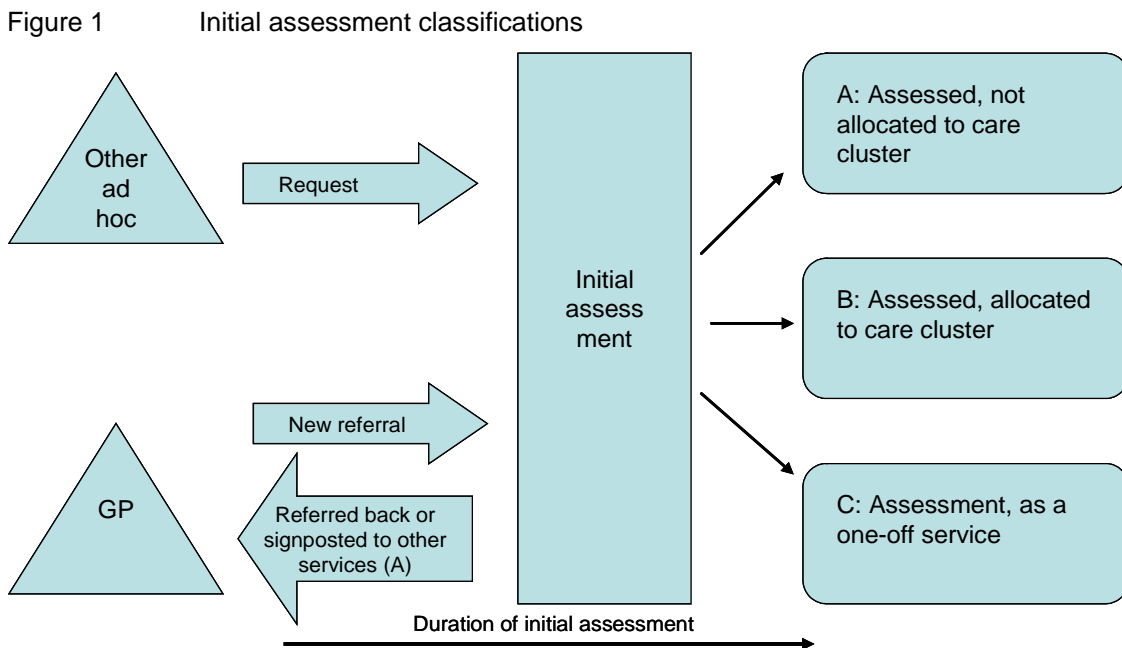 Figure 1 Initial assessment classifications
Other
ad
hoc
Request
Initial
assess
ment
A: Assessed, not
allocated to care
cluster
B: Assessed, allocated
to care cluster
New referral
GP
Referred back or
signposted to other
services (A)
C: Assessment, as a
one-off service
Duration of initial assessment